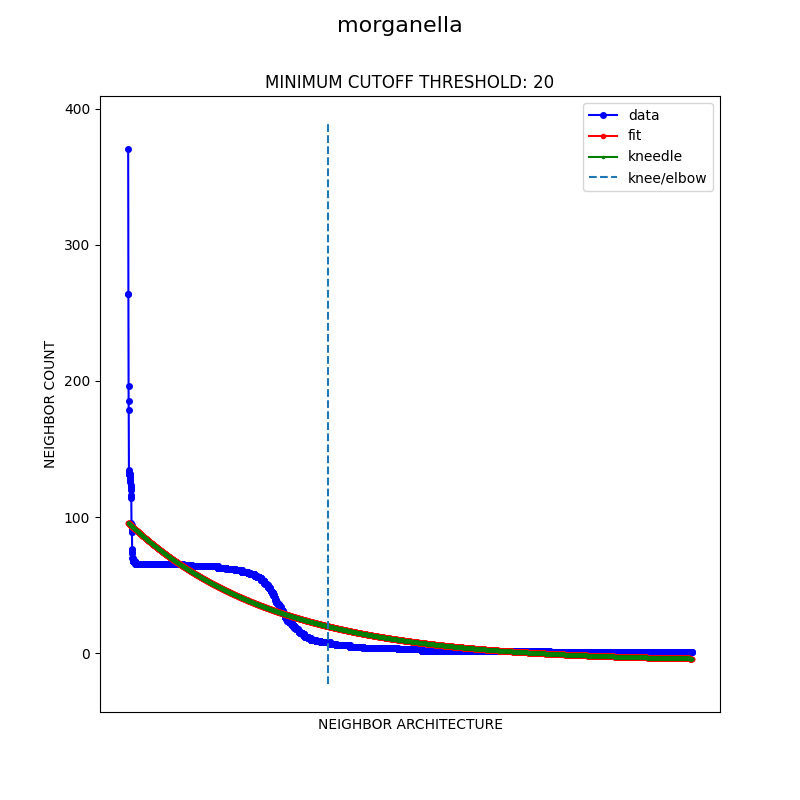 morganella
MINIMUM CUTOFF THRESHOLD: 20
400
300
200
100
0
NEIGHBOR COUNT
NEIGHBOR ARCHITECTURE
data
fit
kneedle
knee/elbow